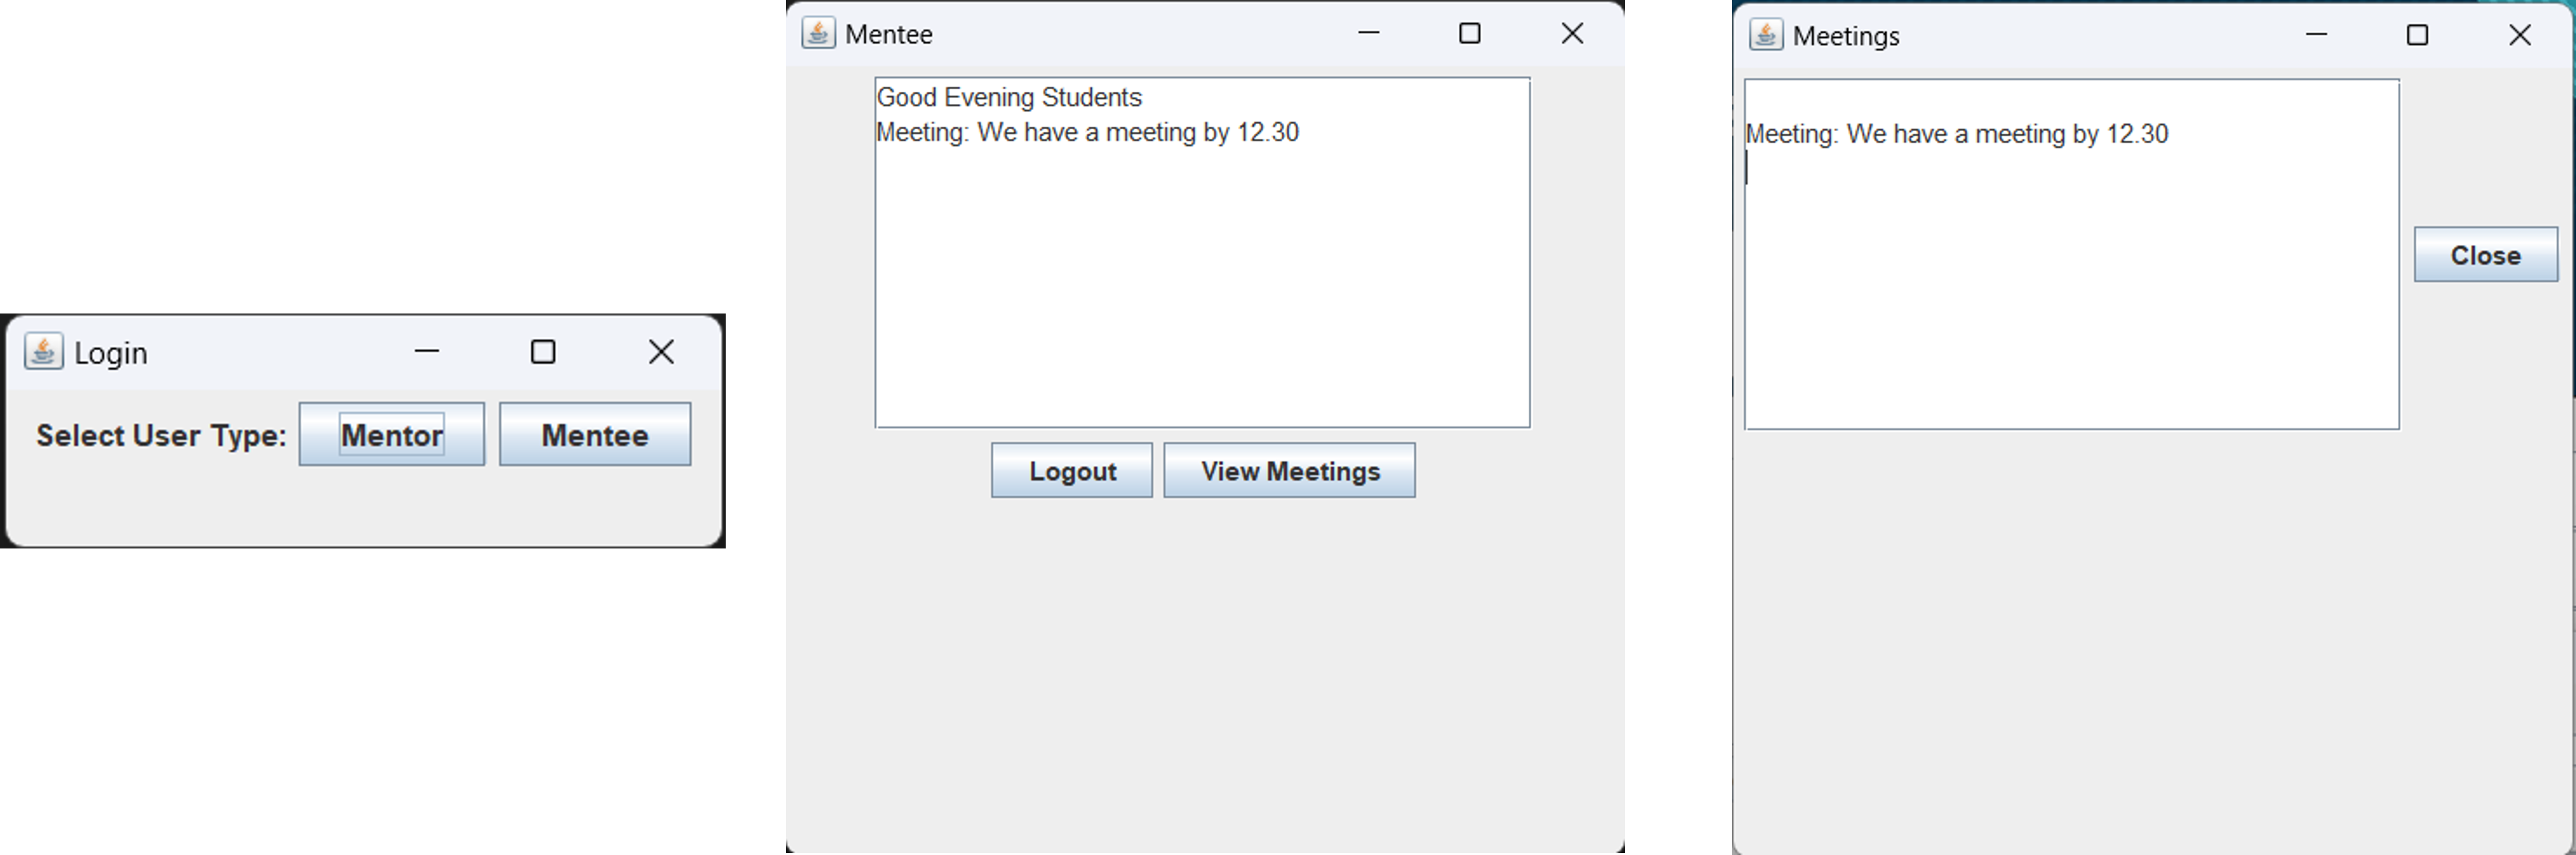 Login
Select User Type: Mentor Mentee
Mentee
Good Evening Students
Meeting: We have a meeting by 12.30
Logout View Meetings
Meetings
Meeting: We have a meeting by 12.30
Close